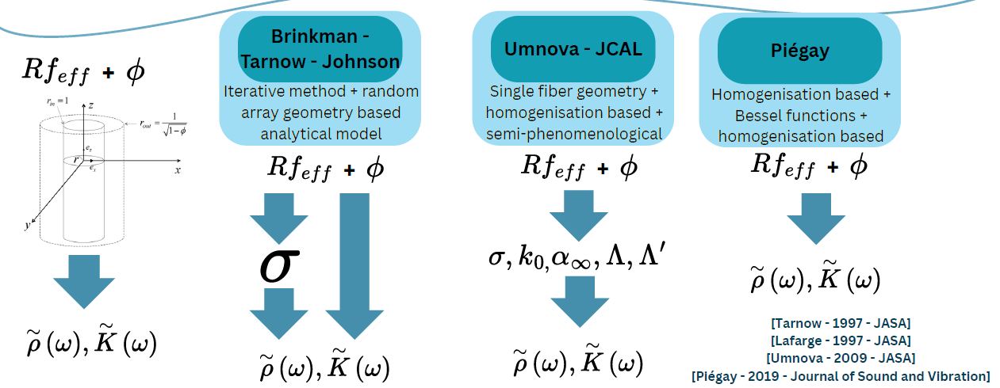 Rf_eff + ϕ
r_in = 1
z
r_out = 1/√(1-ϕ)
e_z
r
e_x
x
y
ρ̃(ω), K̃(ω)
Brinkman -
Tarnow - Johnson
Iterative method + random
array geometry based
analytical model
Rf_eff + ϕ
σ
ρ̃(ω), K̃(ω)
Umnova - JCAL
Single fiber geometry +
homogenisation based +
semi-phenomenological
Rf_eff + ϕ
σ, k_0, α_∞, Λ, Λ′
ρ̃(ω), K̃(ω)
Piégay
Homogenisation based +
Bessel functions +
homogenisation based
Rf_eff + ϕ
ρ̃(ω), K̃(ω)
[Tarnow - 1997 - JASA]
[Lafarge - 1997 - JASA]
[Umnova - 2009 - JASA]
[Piégay - 2019 - Journal of Sound and Vibration]